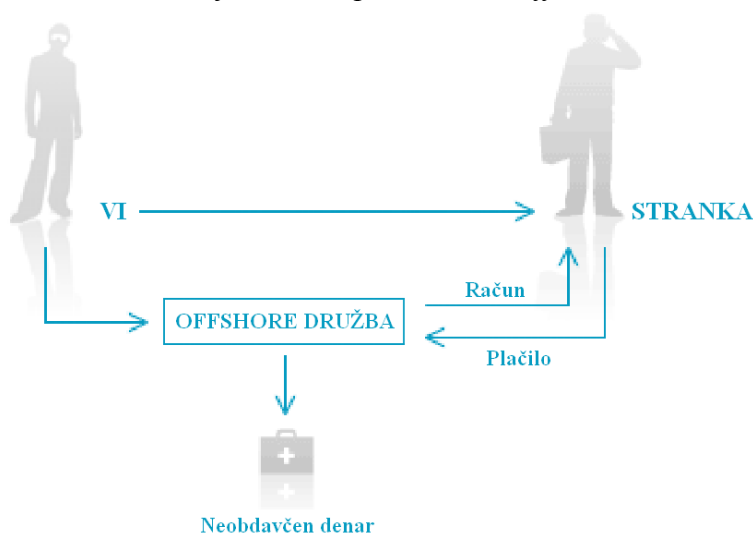 VI
STRANKA
Račun
OFFSHORE DRUŽBA
Plačilo
Neobdavčen denar